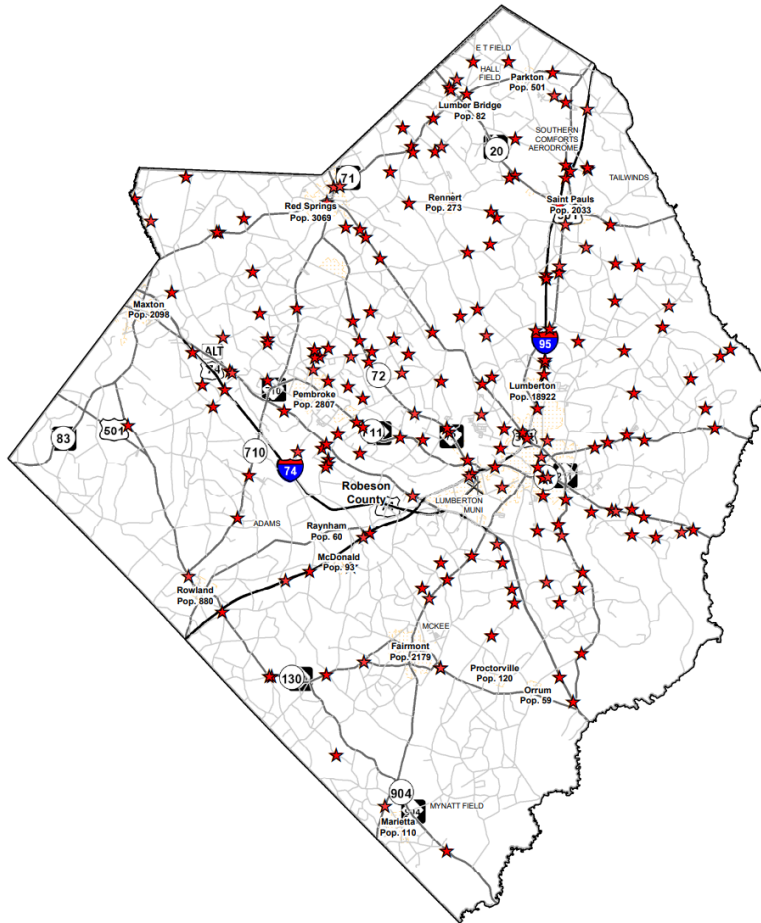 E T FIELD
HALL
FIELD
Parkton
Pop. 501
Lumber Bridge
Pop. 82
SOUTHERN
COMFORTS
AERODROME
20
71
TAILWINDS
Rennert
Pop. 273
Saint Pauls
Pop. 2033
Red Springs
Pop. 3069
Maxton
Pop. 2098
95
ALT
74
72
Lumberton
Pop. 18922
Pembroke
Pop. 2807
83
501
711
710
74
Robeson
County
LUMBERTON
MUNI
ADAMS
Raynham
Pop. 60
McDonald
Pop. 93
Rowland
Pop. 880
MCKEE
Fairmont
Pop. 2179
Proctorville
Pop. 120
130
Orrum
Pop. 59
904
MYNATT FIELD
Marietta
Pop. 110